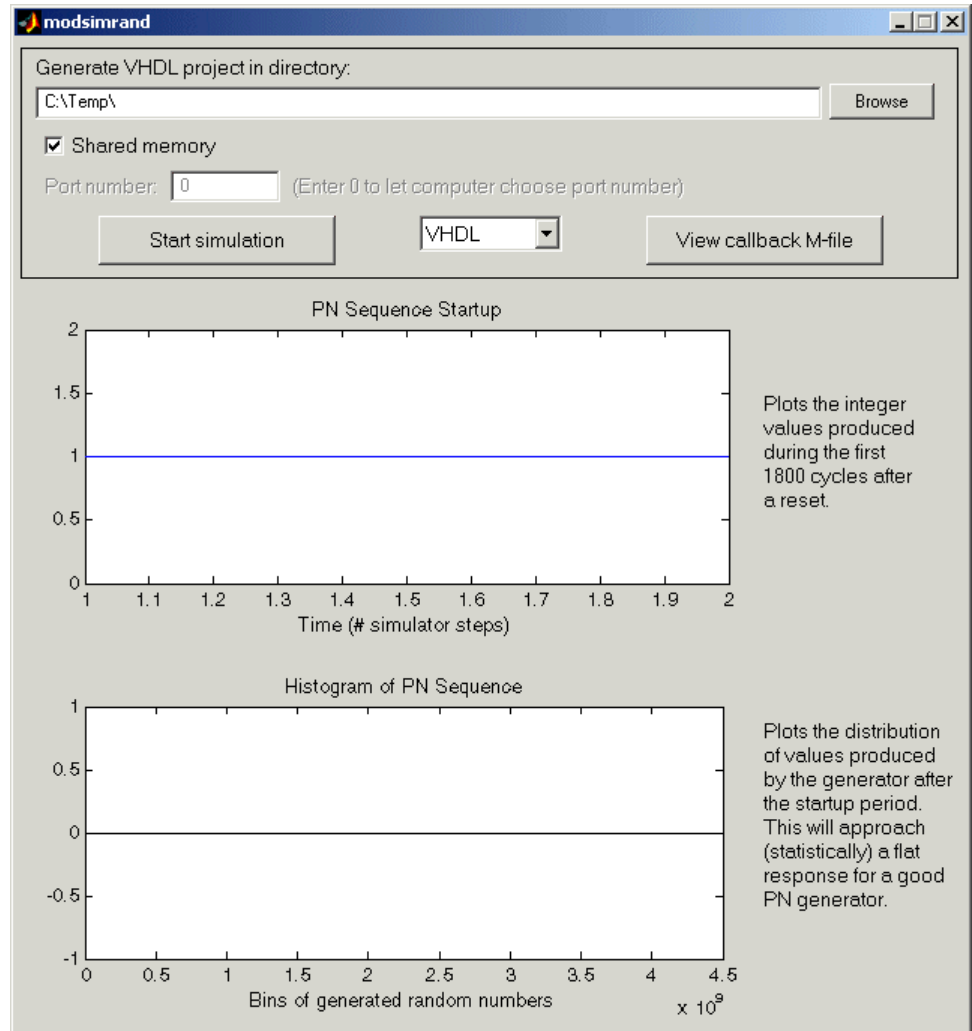 modsimrand
Generate VHDL project in directory:
C:\Temp\
Browse
Shared memory
Port number: 0 (Enter 0 to let computer choose port number)
Start simulation
VHDL
View callback M-file
PN Sequence Startup
2
1.5
1
0.5
0
1 1.1 1.2 1.3 1.4 1.5 1.6 1.7 1.8 1.9 2
Time (# simulator steps)
Plots the integer
values produced
during the first
1800 cycles after
a reset.
Histogram of PN Sequence
1
0.5
0
-0.5
-1
0 0.5 1 1.5 2 2.5 3 3.5 4 4.5
Bins of generated random numbers
x 10^9
Plots the distribution
of values produced
by the generator after
the startup period.
This will approach
(statistically) a flat
response for a good
PN generator.